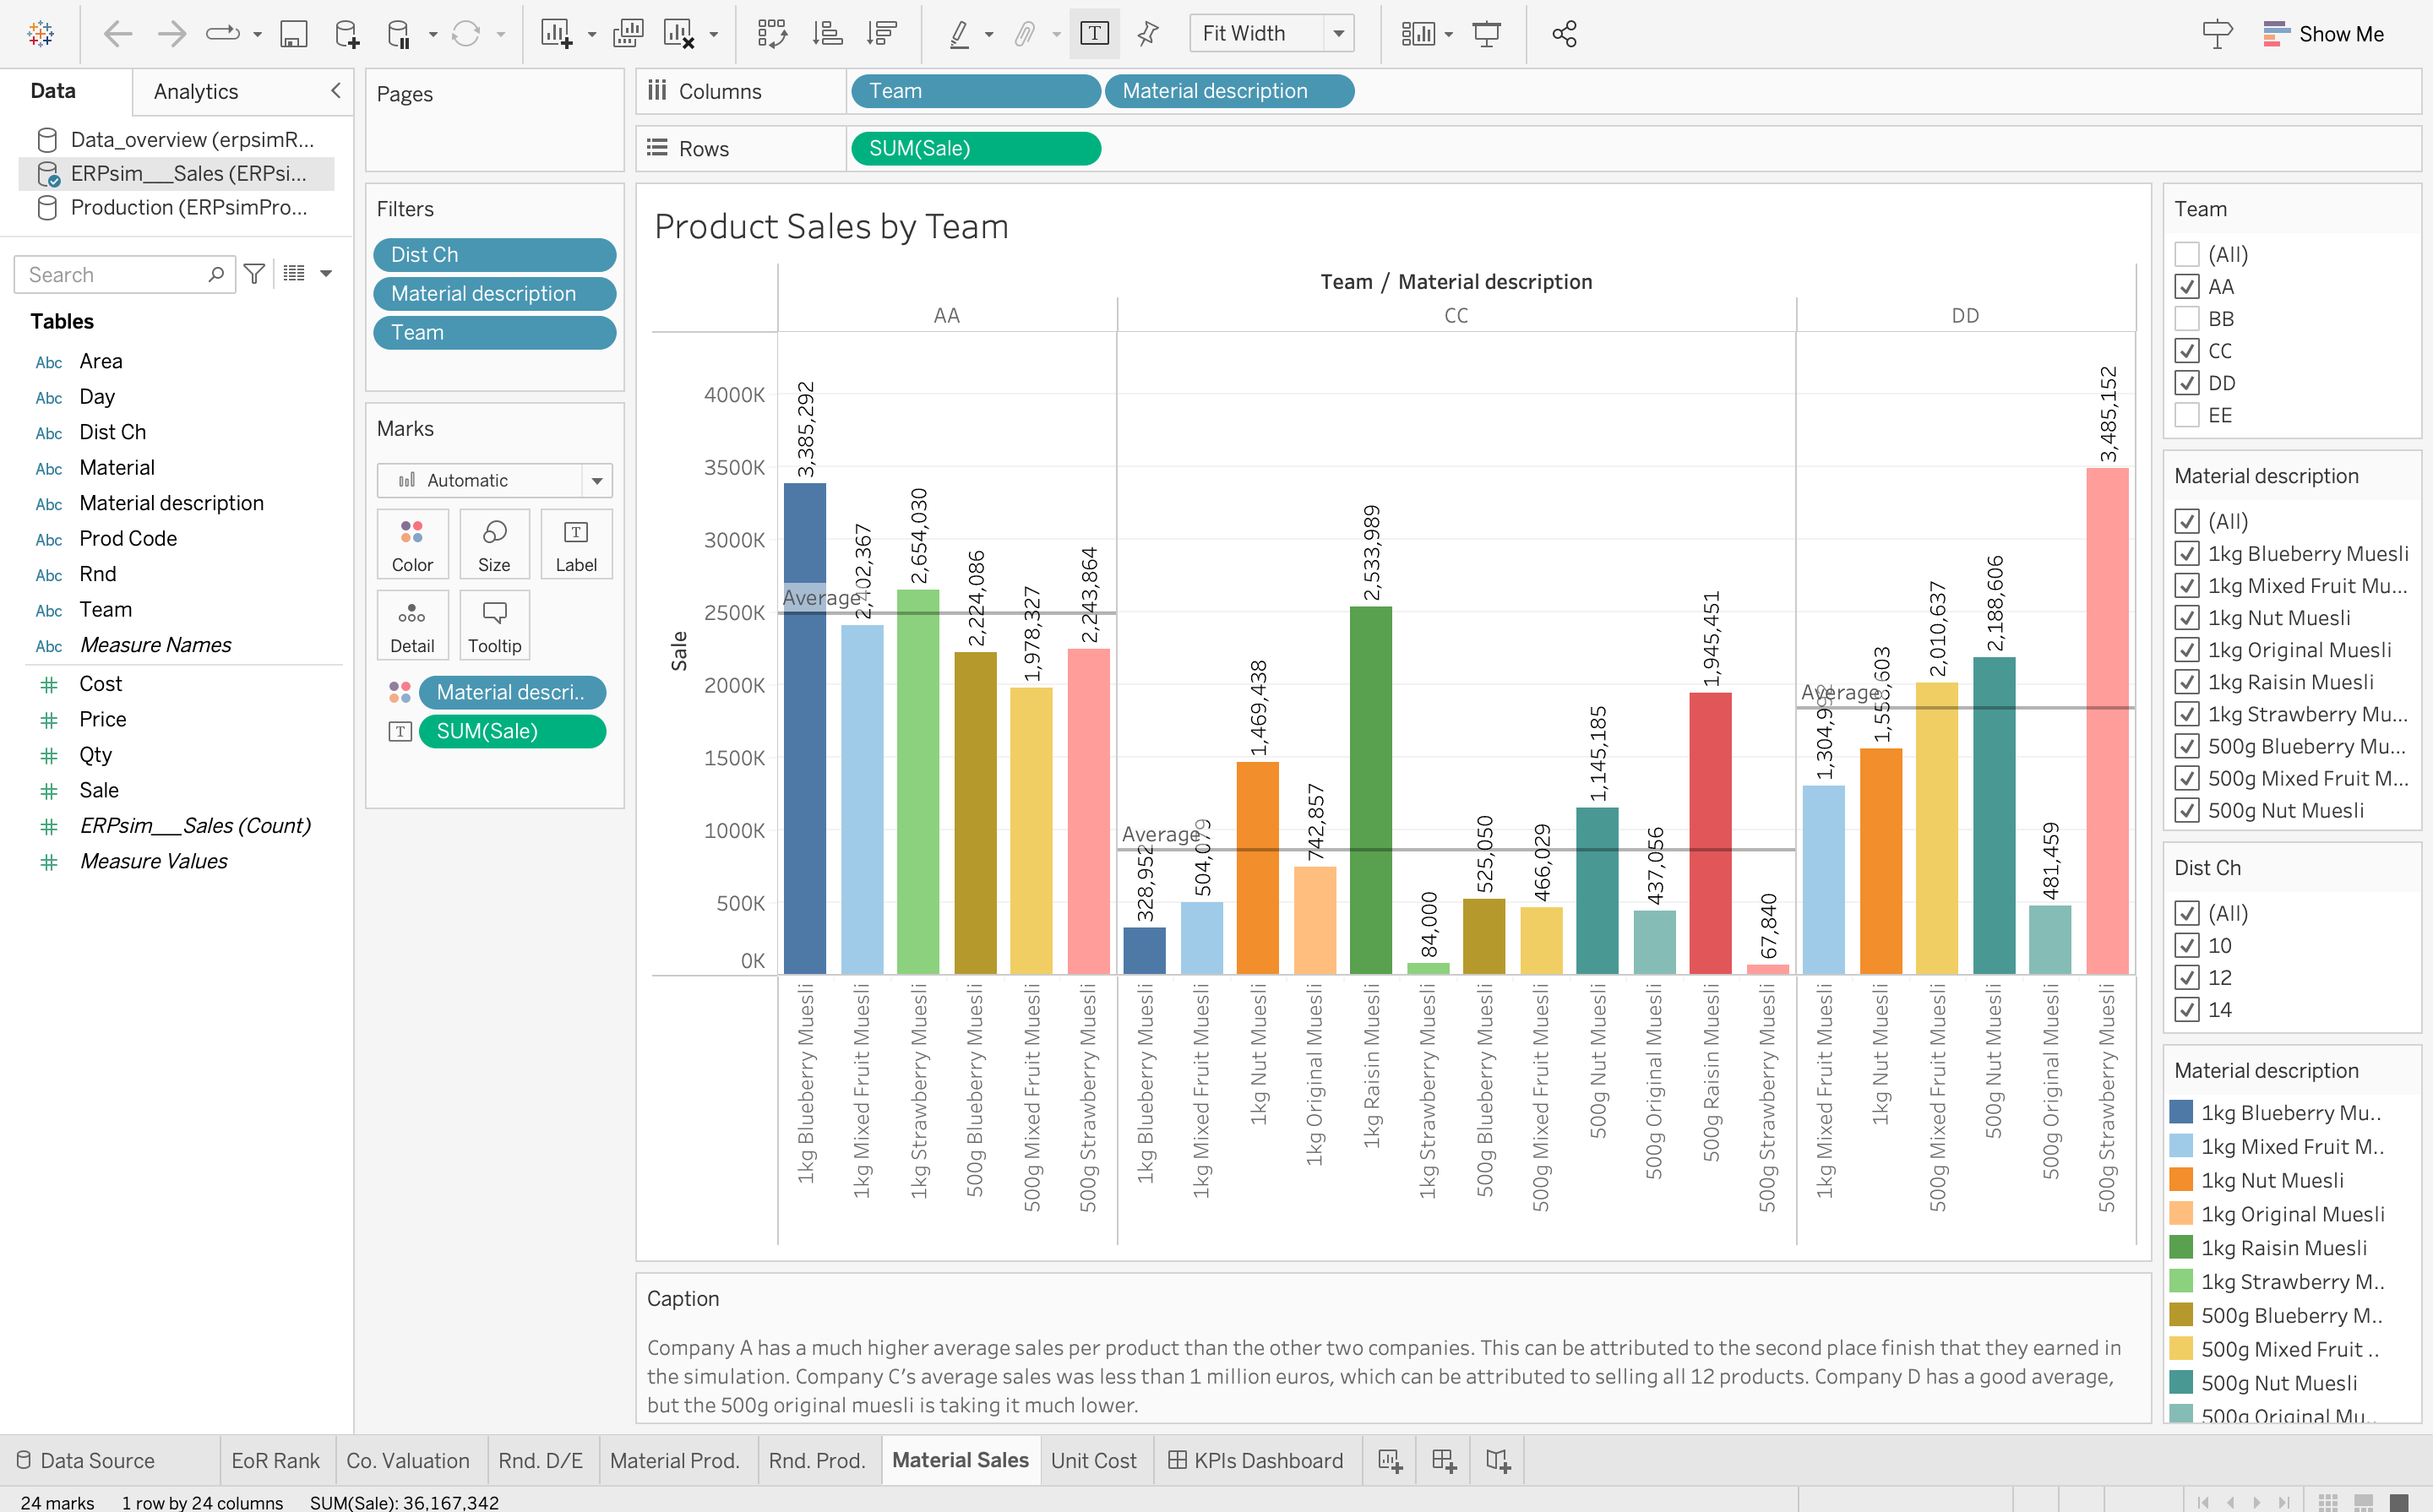 Fit Width
Show Me
Data
Analytics
Data_overview (erpsimR...
ERPsim___Sales (ERPsi...
Production (ERPsimPro...
Search
Tables
Abc Area
Abc Day
Abc Dist Ch
Abc Material
Abc Material description
Abc Prod Code
Abc Rnd
Abc Team
Abc Measure Names
Cost
Price
Qty
Sale
ERPsim___Sales (Count)
Measure Values
Pages
Filters
Dist Ch
Material description
Team
Marks
Automatic
Color Size Label
Detail Tooltip
Material descri..
SUM(Sale)
Columns Team Material description
Rows SUM(Sale)
Product Sales by Team
Team / Material description
AA CC DD
Sale
4000K
3500K
3000K
2500K
2000K
1500K
1000K
500K
0K
Average
Average
Average
3,385,292
2,402,367
2,654,030
2,224,086
1,978,327
2,243,864
328,952
504,079
1,469,438
742,857
2,533,989
84,000
525,050
466,029
1,145,185
437,056
1,945,451
67,840
1,558,603
2,010,637
2,188,606
481,459
3,485,152
1kg Blueberry Muesli
1kg Mixed Fruit Muesli
1kg Strawberry Muesli
500g Blueberry Muesli
500g Mixed Fruit Muesli
500g Strawberry Muesli
1kg Blueberry Muesli
1kg Mixed Fruit Muesli
1kg Nut Muesli
1kg Original Muesli
1kg Raisin Muesli
1kg Strawberry Muesli
500g Blueberry Muesli
500g Mixed Fruit Muesli
500g Nut Muesli
500g Original Muesli
500g Raisin Muesli
500g Strawberry Muesli
1kg Mixed Fruit Muesli
1kg Nut Muesli
500g Mixed Fruit Muesli
500g Nut Muesli
500g Original Muesli
500g Strawberry Muesli
Caption
Company A has a much higher average sales per product than the other two companies. This can be attributed to the second place finish that they earned in
the simulation. Company C's average sales was less than 1 million euros, which can be attributed to selling all 12 products. Company D has a good average,
but the 500g original muesli is taking it much lower.
Team
(All)
AA
BB
CC
DD
EE
Material description
(All)
1kg Blueberry Muesli
1kg Mixed Fruit Mu...
1kg Nut Muesli
1kg Original Muesli
1kg Raisin Muesli
1kg Strawberry Mu...
500g Blueberry Mu...
500g Mixed Fruit M...
500g Nut Muesli
Dist Ch
(All)
10
12
14
Material description
1kg Blueberry Mu..
1kg Mixed Fruit M..
1kg Nut Muesli
1kg Original Muesli
1kg Raisin Muesli
1kg Strawberry M..
500g Blueberry M..
500g Mixed Fruit ..
500g Nut Muesli
500g Original Mu..
Data Source EoR Rank Co. Valuation Rnd. D/E Material Prod. Rnd. Prod. Material Sales Unit Cost KPIs Dashboard
24 marks 1 row by 24 columns SUM(Sale): 36,167,342